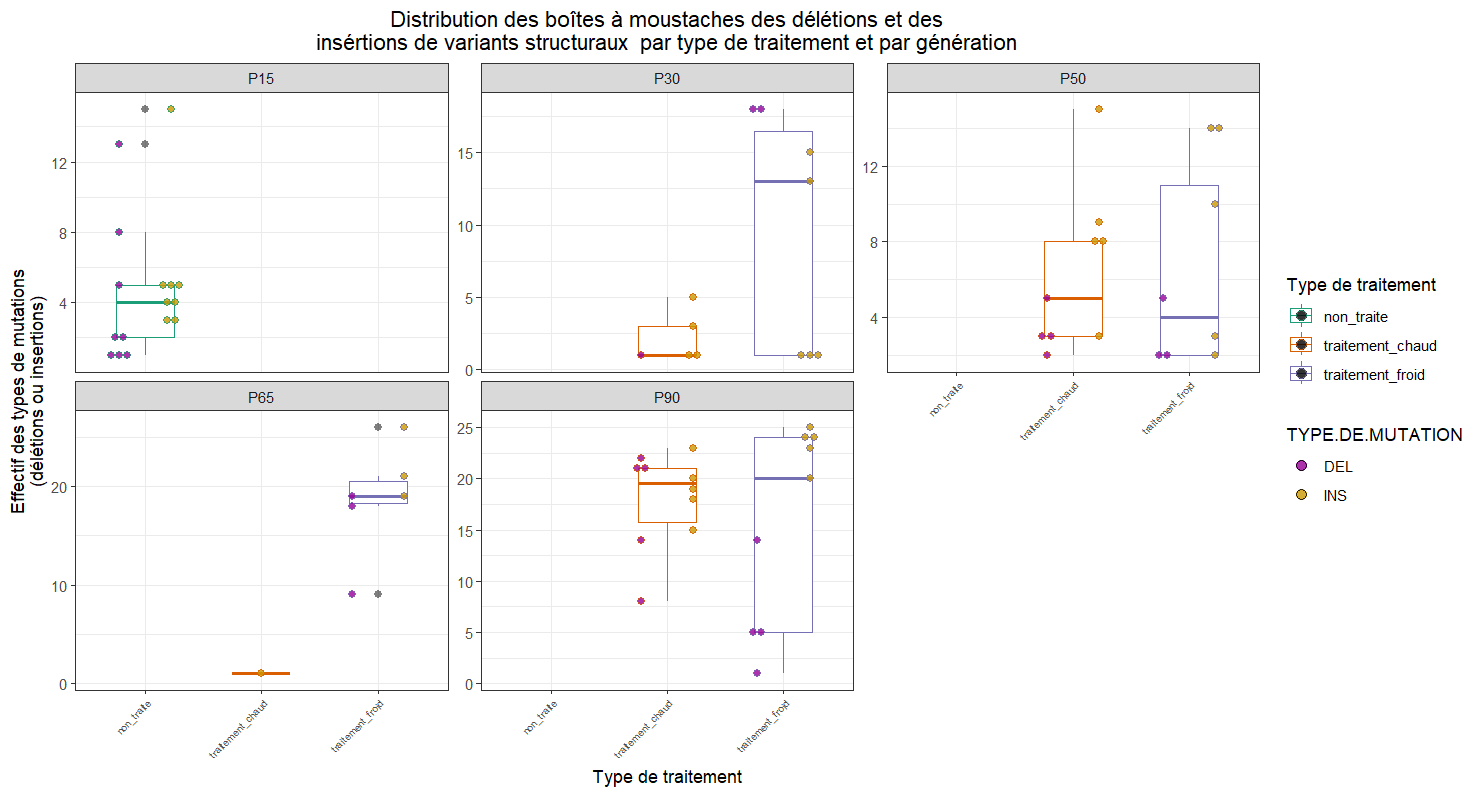 Distribution des boîtes à moustaches des délétions et des
insértions de variants structuraux  par type de traitement et par génération
P15
P30
P50
12
8
4
15
10
5
0
12
8
4
non_traite
traitement_chaud
traitement_froid
P65
P90
20
10
0
25
20
15
10
5
0
non_traite
traitement_chaud
traitement_froid
non_traite
traitement_chaud
traitement_froid
Effectif des types de mutations
(délétions ou insertions)
Type de traitement
Type de traitement
non_traite
traitement_chaud
traitement_froid
TYPE.DE.MUTATION
DEL
INS